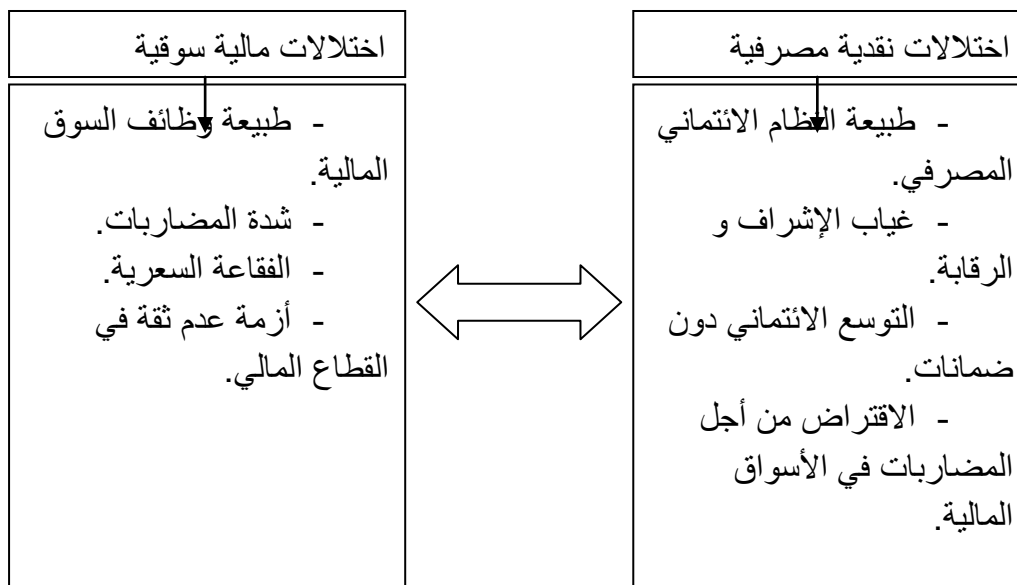 اختلالات نقدية مصرفية
- طبيعة النظام الائتماني
المصرفي.
- غياب الإشراف و
الرقابة.
- التوسع الائتماني دون
ضمانات.
- الاقتراض من أجل
المضاربات في الأسواق
المالية.
اختلالات مالية سوقية
- طبيعة وظائف السوق
المالية.
- شدة المضاربات.
- الفقاعة السعرية.
- أزمة عدم ثقة في
القطاع المالي.